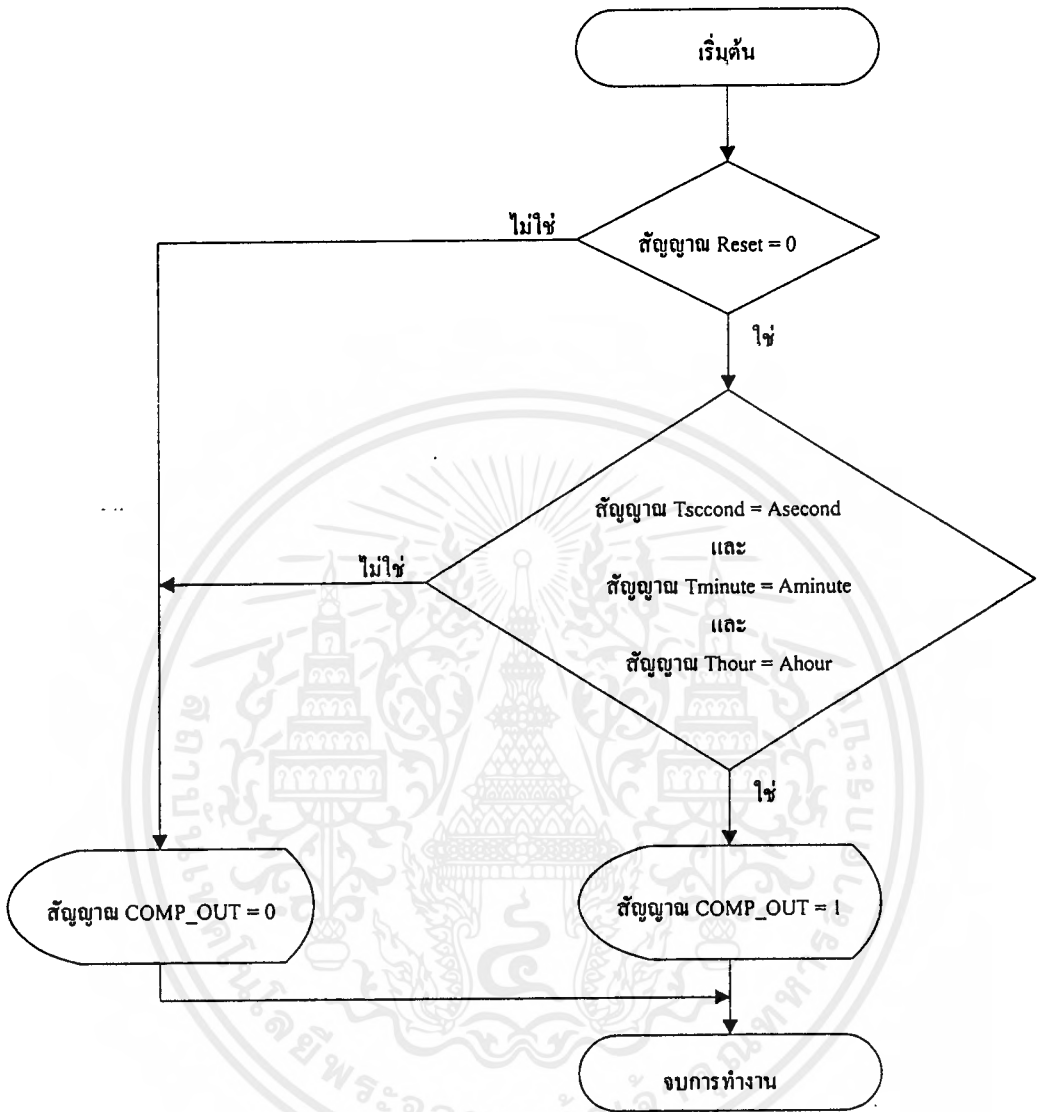 เริ่มต้น
ไม่ใช่
สัญญาณ Reset = 0
ใช่
สัญญาณ Tsccond = Asecond
และ
ไม่ใช่
สัญญาณ Tminute = Aminute
และ
สัญญาณ Thour = Ahour
ใช่
สัญญาณ COMP_OUT = 0
สัญญาณ COMP_OUT = 1
จบการทำงาน